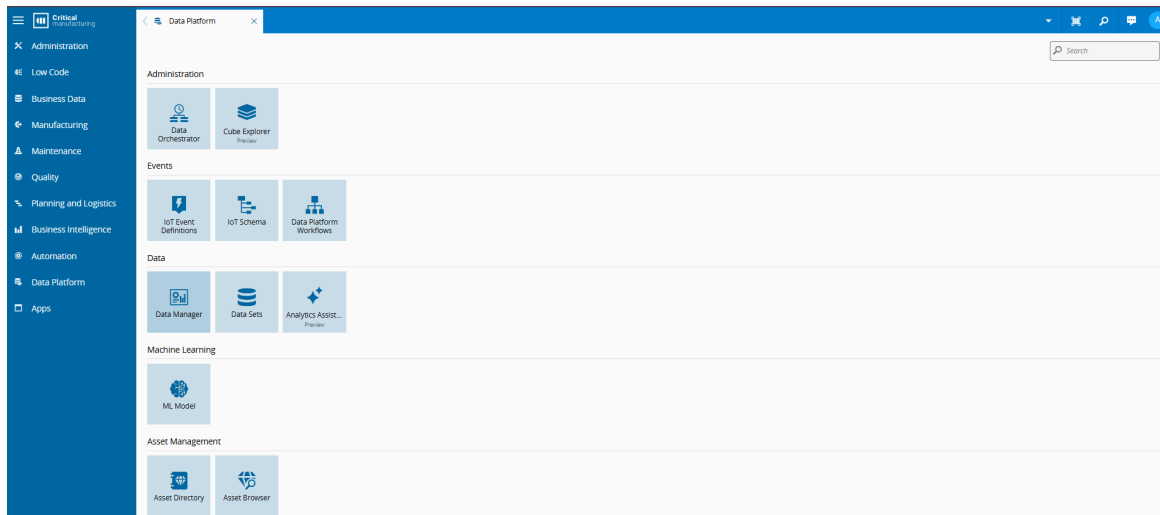 Critical
manufacturing
Data Platform
A
Administration
Low Code
Business Data
Manufacturing
Maintenance
Quality
Planning and Logistics
Business Intelligence
Automation
Data Platform
Apps
Search
Administration
Data
Orchestrator
Cube Explorer
Preview
Events
IoT Event
Definitions
IoT Schema
Data Platform
Workflows
Data
Data Manager
Data Sets
Analytics Assist...
Preview
Machine Learning
ML Model
Asset Management
Asset Directory
Asset Browser